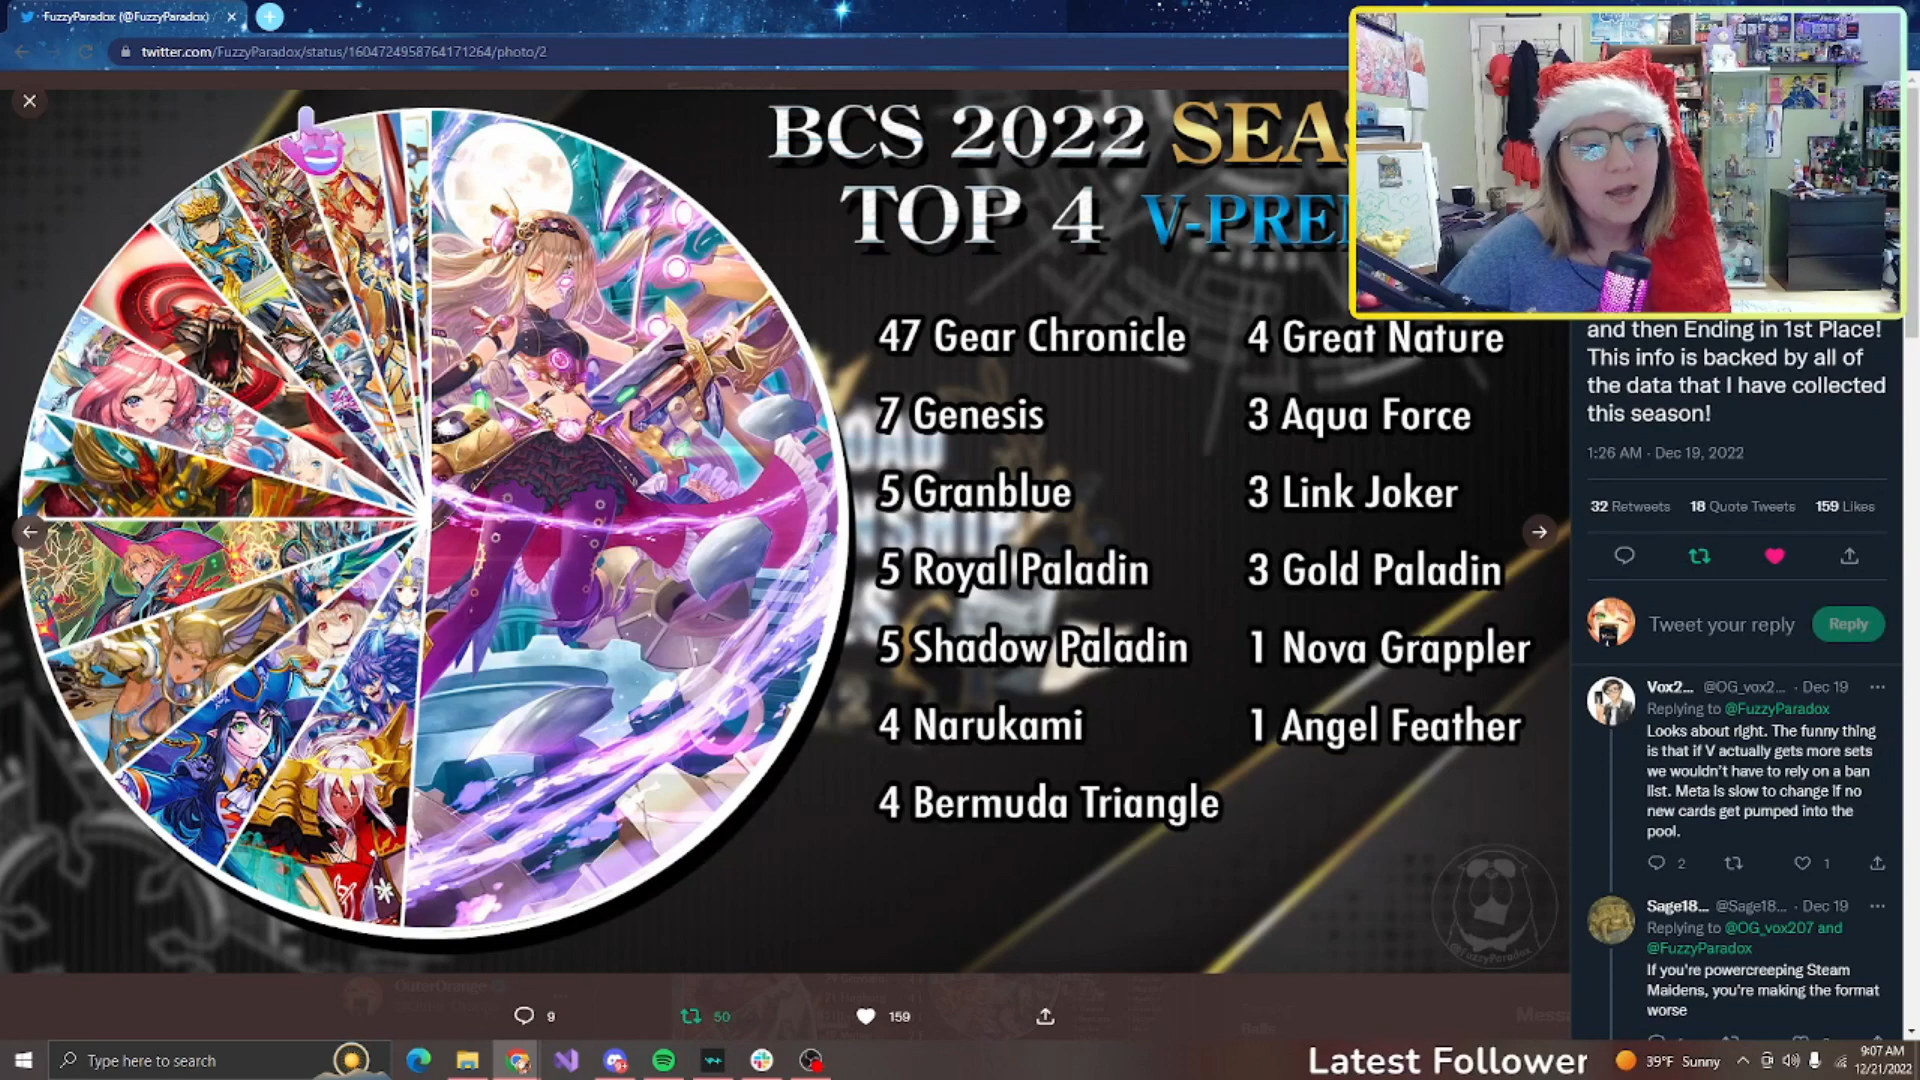 FuzzyParadox (@FuzzyParadox) /
twitter.com/FuzzyParadox/status/1604724958764171264/photo/2
BCS 2022 SEAS
TOP 4 V-PRE
47 Gear Chronicle
7 Genesis
5 Granblue
5 Royal Paladin
5 Shadow Paladin
4 Narukami
4 Bermuda Triangle
4 Great Nature
3 Aqua Force
3 Link Joker
3 Gold Paladin
1 Nova Grappler
1 Angel Feather
@FuzzyParadox
9
50
159
and then Ending in 1st Place!
This info is backed by all of
the data that I have collected
this season!
1:26 AM · Dec 19, 2022
32 Retweets 18 Quote Tweets 159 Likes
Tweet your reply
Reply
Vox2... @OG_vox2... · Dec 19
Replying to @FuzzyParadox
Looks about right. The funny thing
is that if V actually gets more sets
we wouldn't have to rely on a ban
list. Meta is slow to change if no
new cards get pumped into the
pool.
2
1
Sage18... @Sage18... · Dec 19
Replying to @OG_vox207 and
@FuzzyParadox
If you're powercreeping Steam
Maidens, you're making the format
worse
Type here to search
Latest Follower
39°F Sunny
9:07 AM
12/21/2022